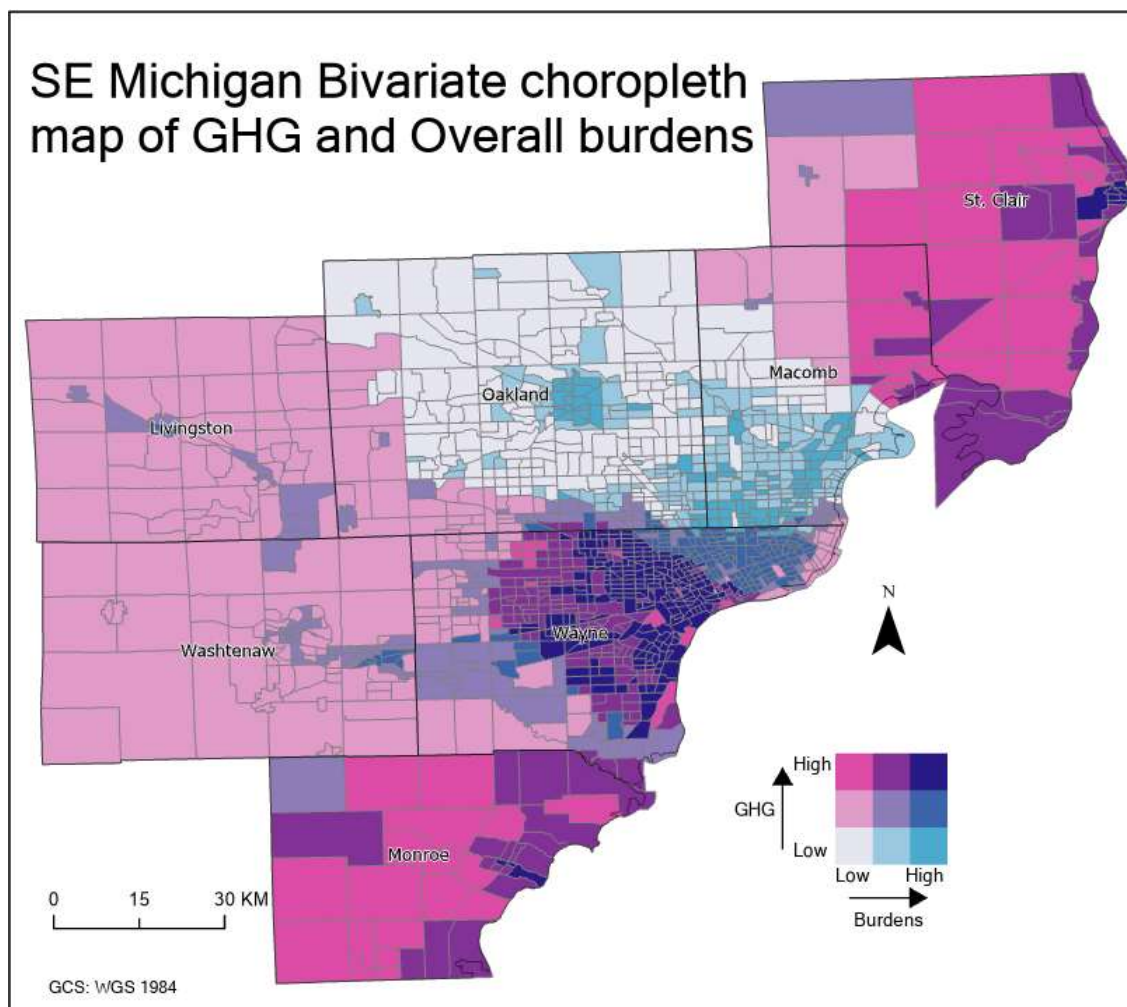 SE Michigan Bivariate choropleth
map of GHG and Overall burdens
St. Clair
Macomb
Oakland
Livingston
Wayne
Washtenaw
Monroe
N
High
GHG
Low
Low High
Burdens
0 15 30 KM
GCS: WGS 1984